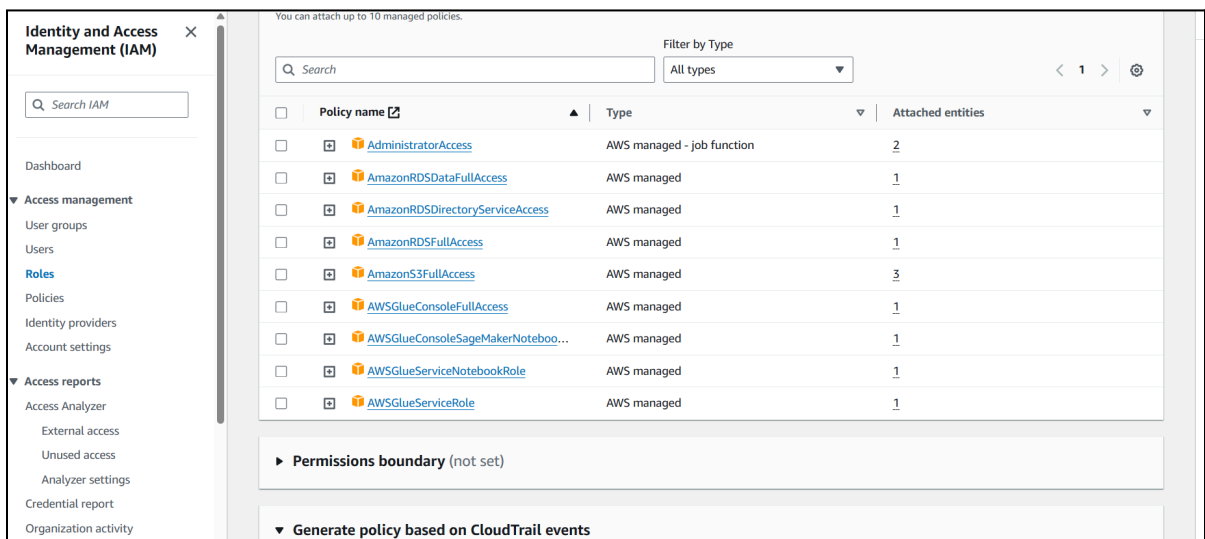 Identity and Access
Management (IAM)
Search IAM
Dashboard
Access management
User groups
Users
Roles
Policies
Identity providers
Account settings
Access reports
Access Analyzer
External access
Unused access
Analyzer settings
Credential report
Organization activity
You can attach up to 10 managed policies.
Filter by Type
Search
All types
1
Policy name
Type
Attached entities
AdministratorAccess
AWS managed - job function
2
AmazonRDSDataFullAccess
AWS managed
1
AmazonRDSDirectoryServiceAccess
AWS managed
1
AmazonRDSFullAccess
AWS managed
1
AmazonS3FullAccess
AWS managed
3
AWSGlueConsoleFullAccess
AWS managed
1
AWSGlueConsoleSageMakerNoteboo...
AWS managed
1
AWSGlueServiceNotebookRole
AWS managed
1
AWSGlueServiceRole
AWS managed
1
Permissions boundary (not set)
Generate policy based on CloudTrail events